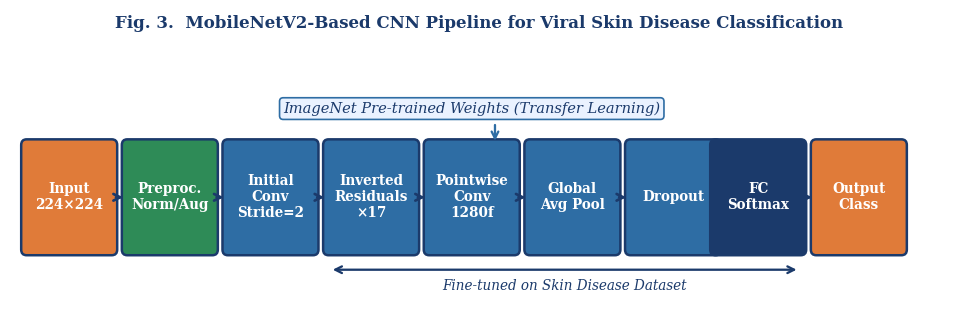 Fig. 3.  MobileNetV2-Based CNN Pipeline for Viral Skin Disease Classification
ImageNet Pre-trained Weights (Transfer Learning)
Input
224×224
Preproc.
Norm/Aug
Initial
Conv
Stride=2
Inverted
Residuals
×17
Pointwise
Conv
1280f
Global
Avg Pool
Dropout
FC
Softmax
Output
Class
Fine-tuned on Skin Disease Dataset